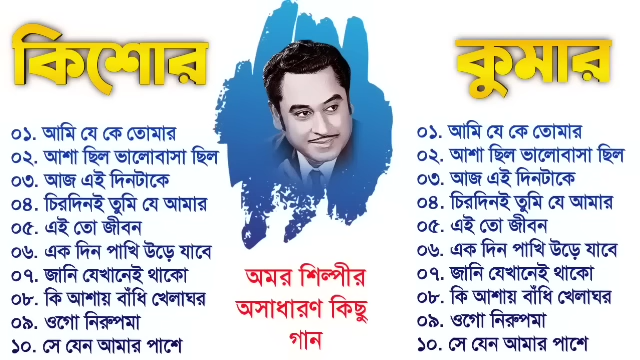 কিশোর
কুমার
০১. আমি যে কে তোমার
০২. আশা ছিল ভালোবাসা ছিল
০৩. আজ এই দিনটাকে
০৪. চিরদিনই তুমি যে আমার
০৫. এই তো জীবন
০৬. এক দিন পাখি উড়ে যাবে
০৭. জানি যেখানেই থাকো
০৮. কি আশায় বাঁধি খেলাঘর
০৯. ওগো নিরুপমা
১০. সে যেন আমার পাশে
অমর শিল্পীর
অসাধারণ কিছু
গান
০১. আমি যে কে তোমার
০২. আশা ছিল ভালোবাসা ছিল
০৩. আজ এই দিনটাকে
০৪. চিরদিনই তুমি যে আমার
০৫. এই তো জীবন
০৬. এক দিন পাখি উড়ে যাবে
০৭. জানি যেখানেই থাকো
০৮. কি আশায় বাঁধি খেলাঘর
০৯. ওগো নিরুপমা
১০. সে যেন আমার পাশে